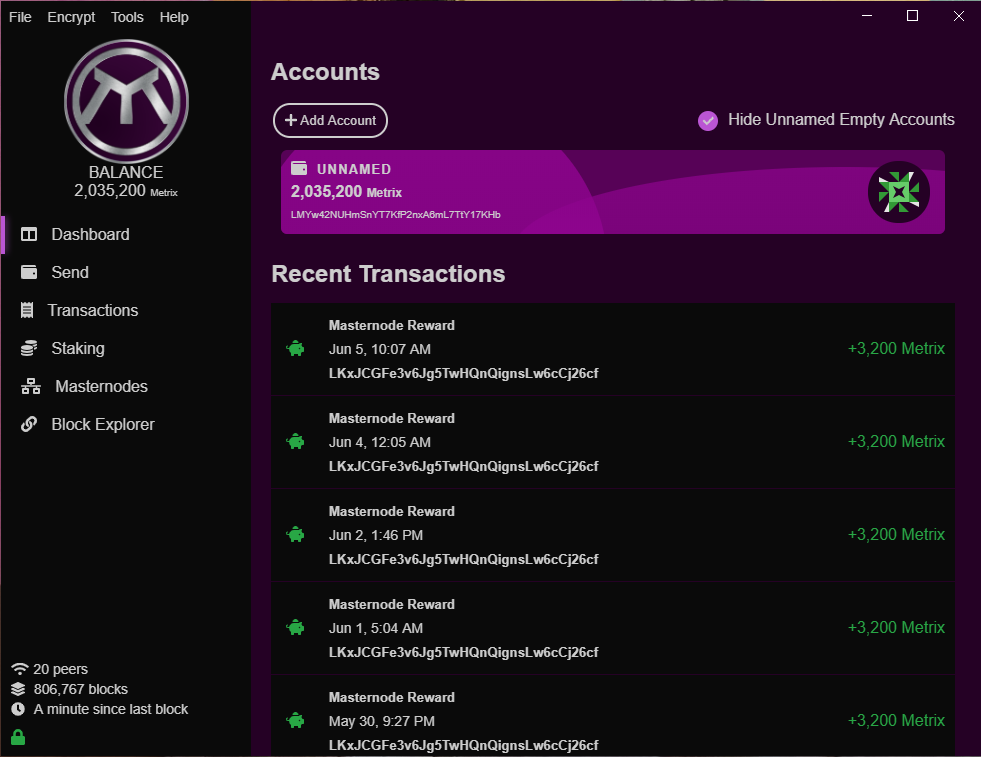 File Encrypt Tools Help
BALANCE
2,035,200 Metrix
Dashboard
Send
Transactions
Staking
Masternodes
Block Explorer
20 peers
806,767 blocks
A minute since last block
Accounts
Add Account
Hide Unnamed Empty Accounts
UNNAMED
2,035,200 Metrix
LMYw42NUHmSnYT7KfP2nxA6mL7TtY17KHb
Recent Transactions
Masternode Reward
Jun 5, 10:07 AM
+3,200 Metrix
LKxJCGFe3v6Jg5TwHQnQignsLw6cCj26cf
Masternode Reward
Jun 4, 12:05 AM
+3,200 Metrix
LKxJCGFe3v6Jg5TwHQnQignsLw6cCj26cf
Masternode Reward
Jun 2, 1:46 PM
+3,200 Metrix
LKxJCGFe3v6Jg5TwHQnQignsLw6cCj26cf
Masternode Reward
Jun 1, 5:04 AM
+3,200 Metrix
LKxJCGFe3v6Jg5TwHQnQignsLw6cCj26cf
Masternode Reward
May 30, 9:27 PM
+3,200 Metrix
LKxJCGFe3v6Jg5TwHQnQignsLw6cCj26cf